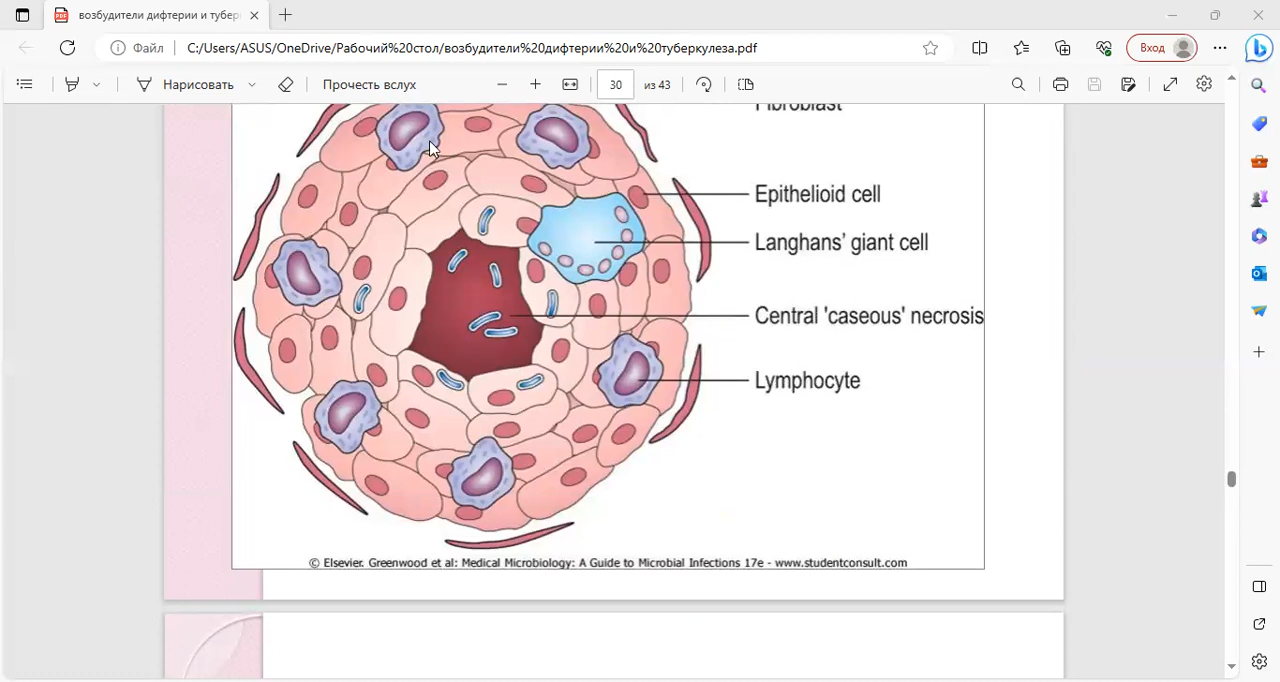 возбудители дифтерии и тубер
Файл
C:/Users/ASUS/OneDrive/Рабочий%20стол/возбудители%20дифтерии%20и%20туберкулеза.pdf
Вход
Нарисовать
Прочесть вслух
30 из 43
Fibroblast
Epithelioid cell
Langhans’ giant cell
Central 'caseous' necrosis
Lymphocyte
© Elsevier. Greenwood et al: Medical Microbiology: A Guide to Microbial Infections 17e - www.studentconsult.com